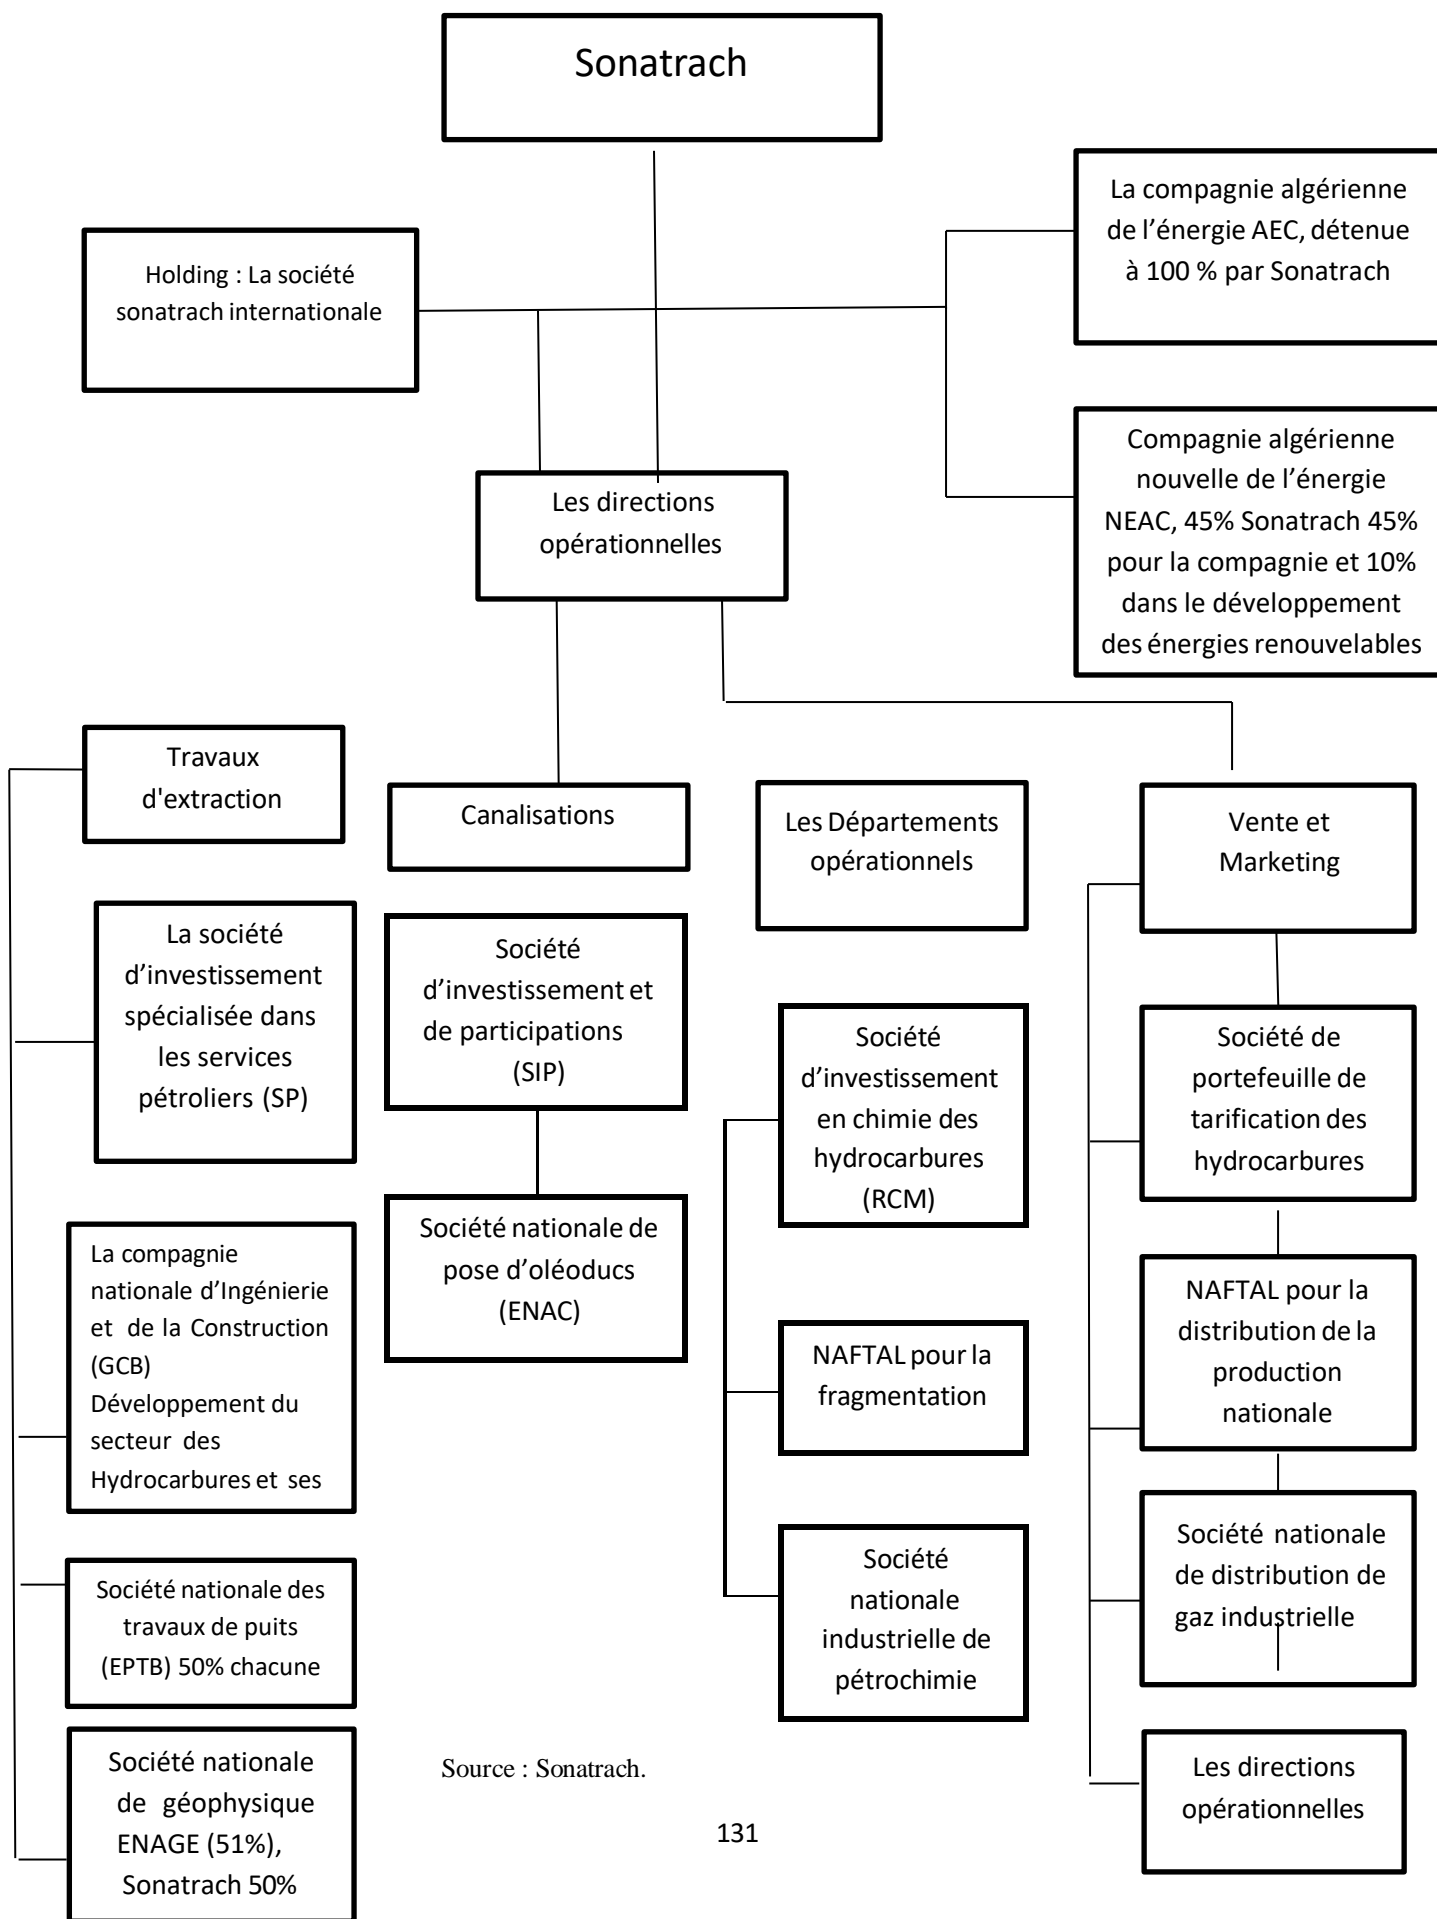 Sonatrach
La compagnie algérienne
de l’énergie AEC, détenue
à 100 % par Sonatrach
Holding : La société
sonatrach internationale
Compagnie algérienne
nouvelle de l’énergie
NEAC, 45% Sonatrach 45%
pour la compagnie et 10%
dans le développement
des énergies renouvelables
Les directions
opérationnelles
Travaux
d'extraction
Canalisations
Les Départements
opérationnels
Vente et
Marketing
La société
d’investissement
spécialisée dans
les services
pétroliers (SP)
La compagnie
nationale d’Ingénierie
et de la Construction
(GCB)
Développement du
secteur des
Hydrocarbures et ses
Société nationale des
travaux de puits
(EPTB) 50% chacune
Société nationale
de géophysique
ENAGE (51%),
Sonatrach 50%
Société
d’investissement et
de participations
(SIP)
Société nationale de
pose d’oléoducs
(ENAC)
Société
d’investissement
en chimie des
hydrocarbures
(RCM)
NAFTAL pour la
fragmentation
Société
nationale
industrielle de
pétrochimie
Société de
portefeuille de
tarification des
hydrocarbures
NAFTAL pour la
distribution de la
production
nationale
Société nationale
de distribution de
gaz industrielle
Les directions
opérationnelles
Source : Sonatrach.
131